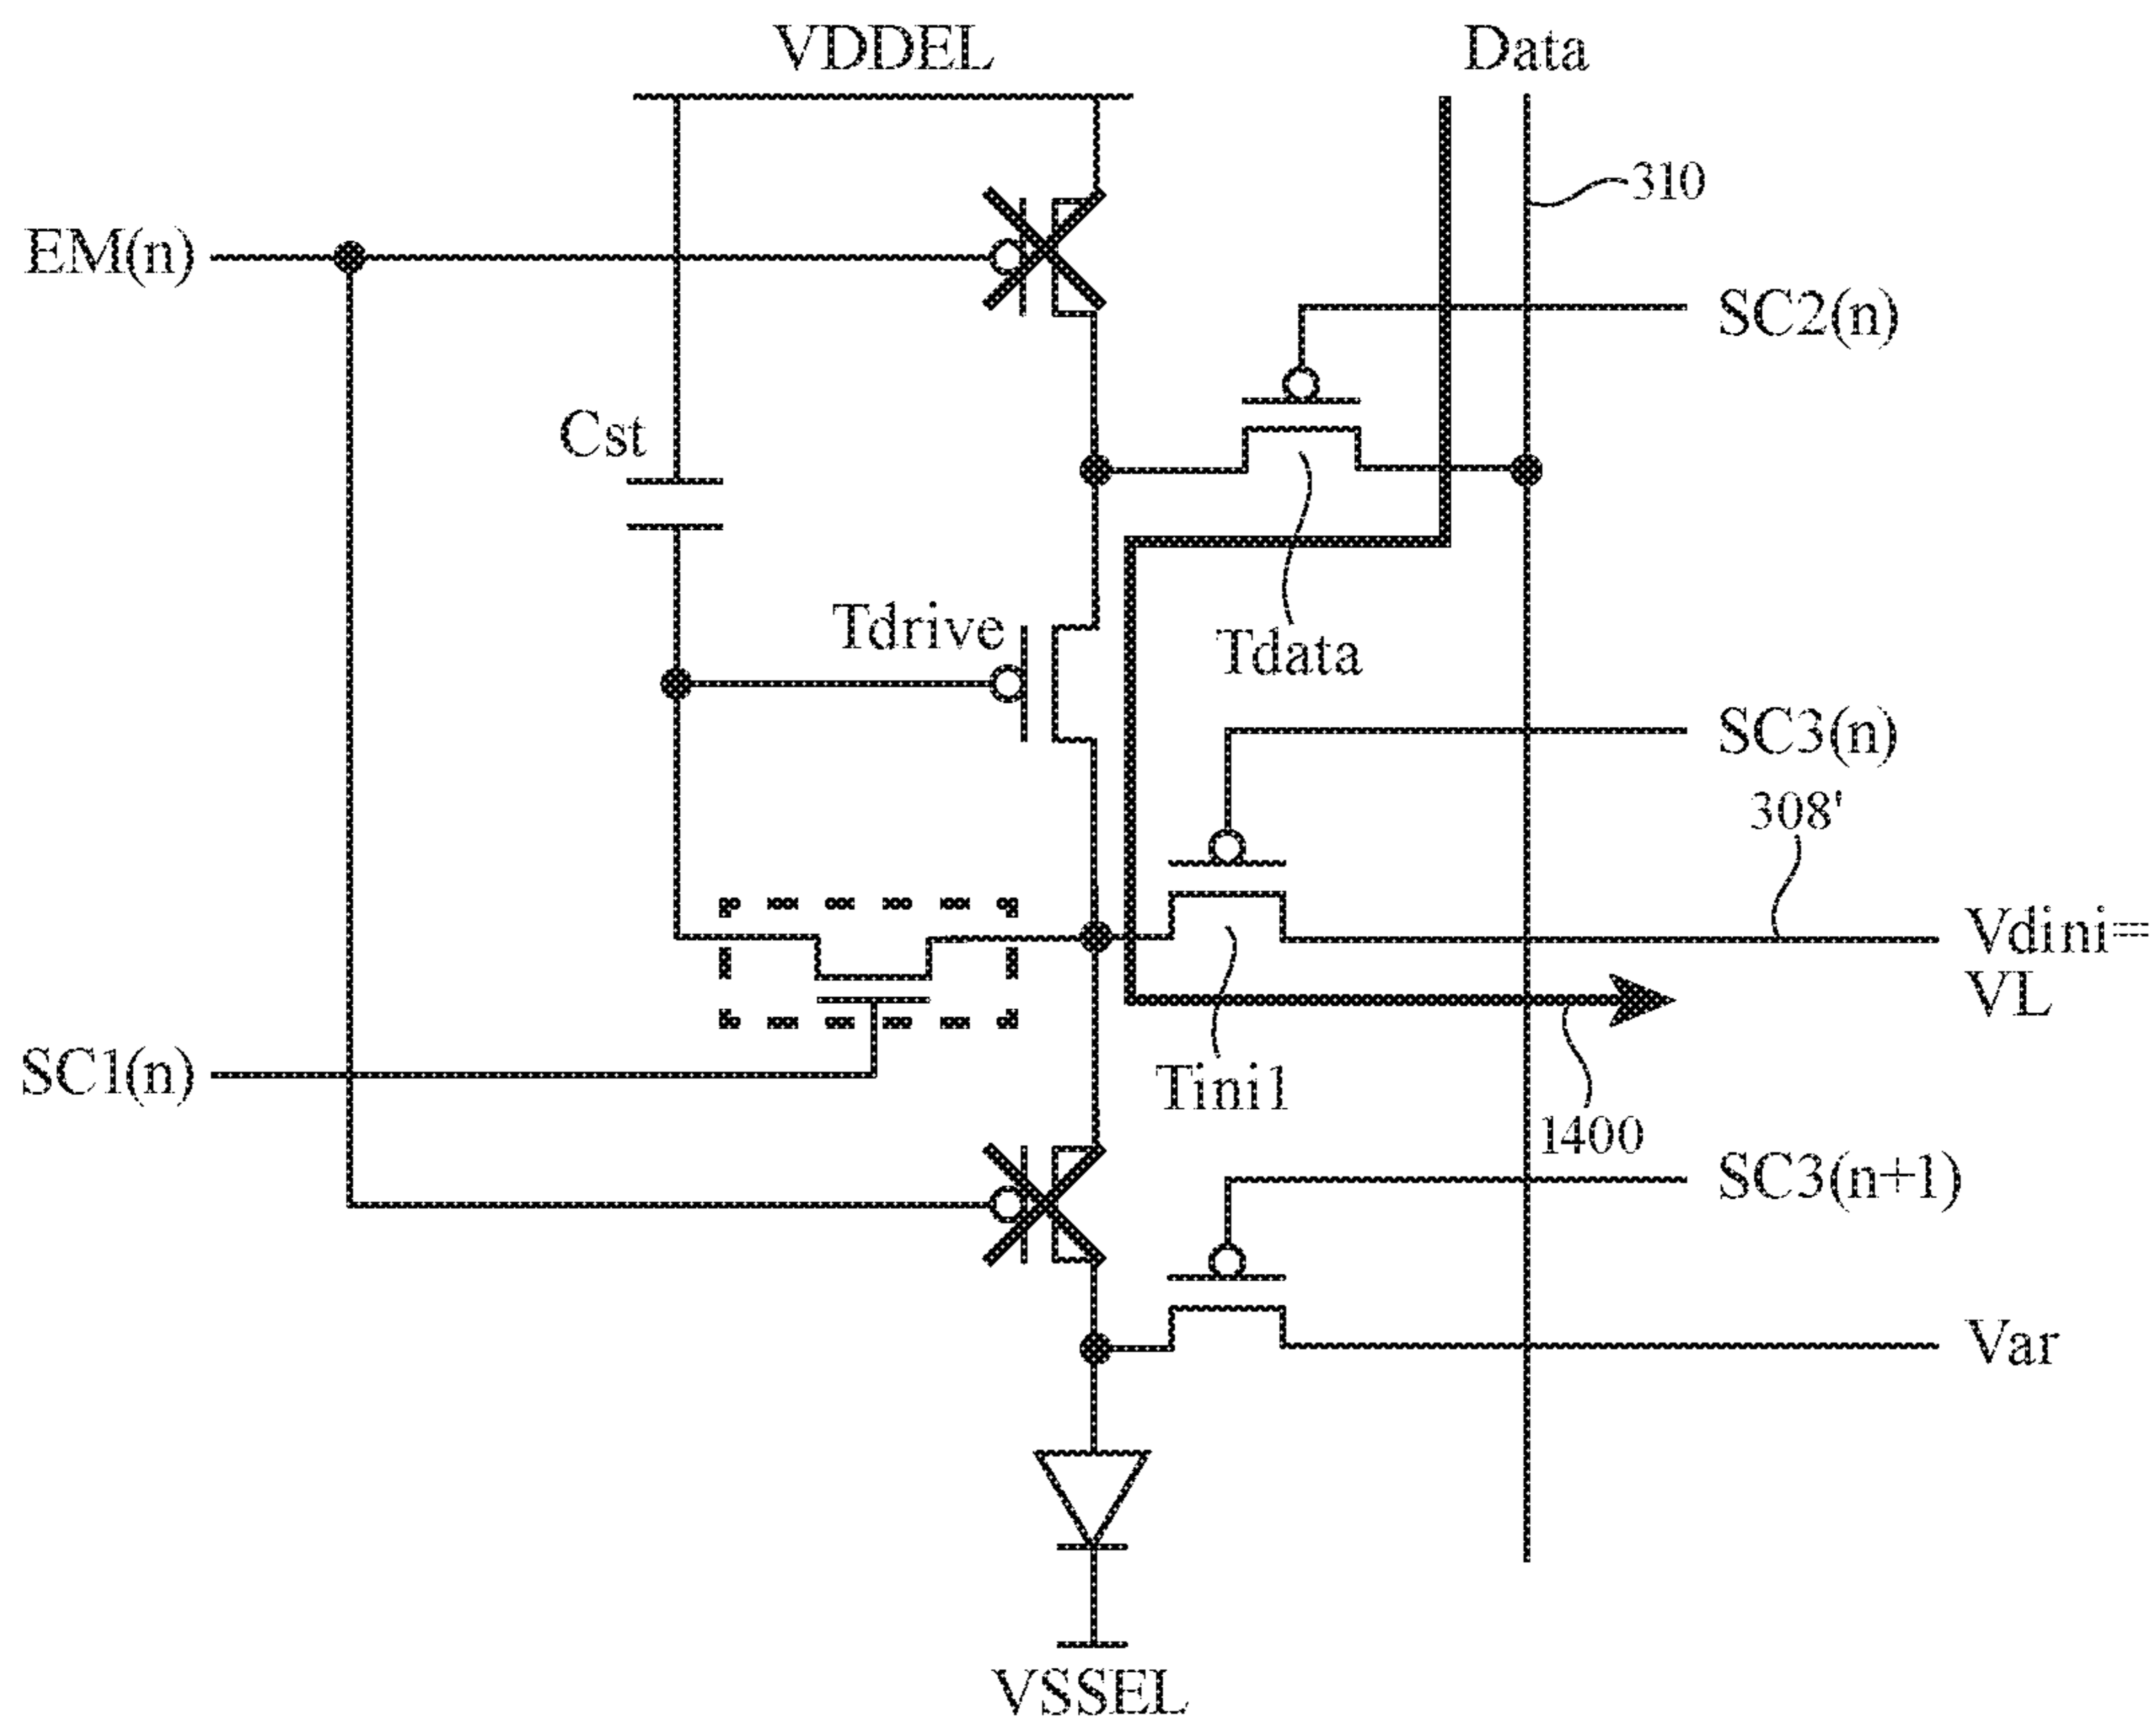 VDDEL
Data
310
EM(n)
SC2(n)
Cst
Tdrive
Tdata
SC3(n)
308'
Vdini=
VL
SC1(n)
Tini1
1400
SC3(n+1)
Var
VSSEL